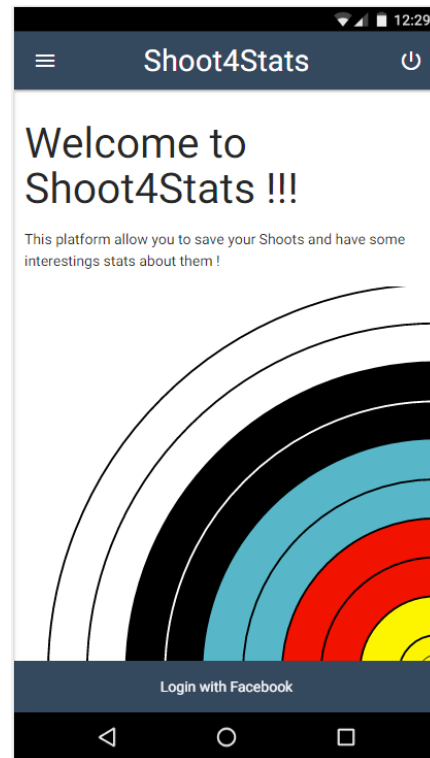 12:29
Shoot4Stats
Welcome to
Shoot4Stats !!!
This platform allow you to save your Shoots and have some
interestings stats about them !
Login with Facebook